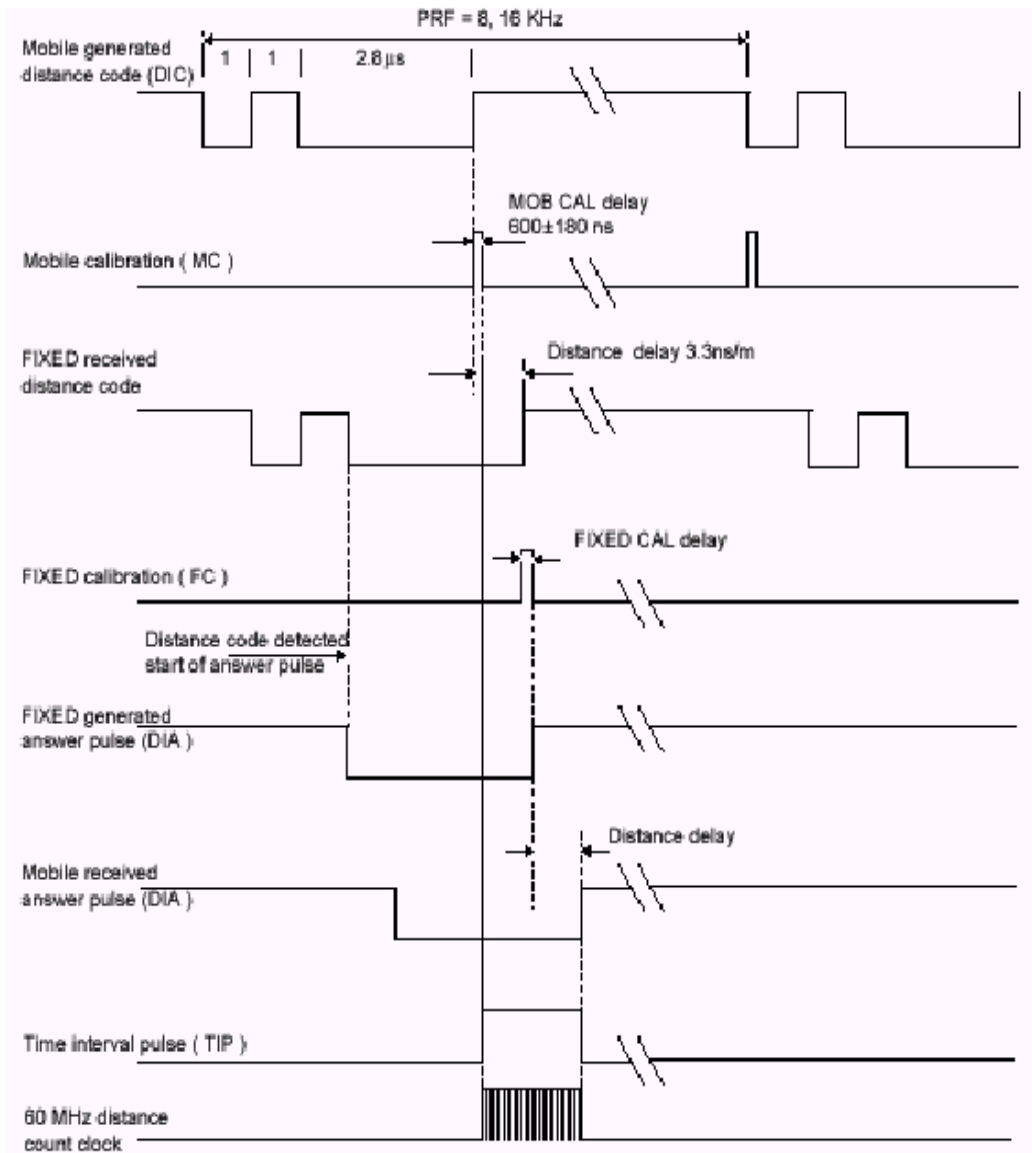 PRF = 8, 16 KHz
Mobile generated
distance code (DIC)
1 1 2.8 µs
MOB CAL delay
600±180 ns
Mobile calibration ( MC )
FIXED received
distance code
Distance delay 3.3ns/m
FIXED CAL delay
FIXED calibration ( FC )
Distance code detected
start of answer pulse
FIXED generated
answer pulse (DIA )
Distance delay
Mobile received
answer pulse (DIA )
Time interval pulse ( TIP )
60 MHz distance
count clock